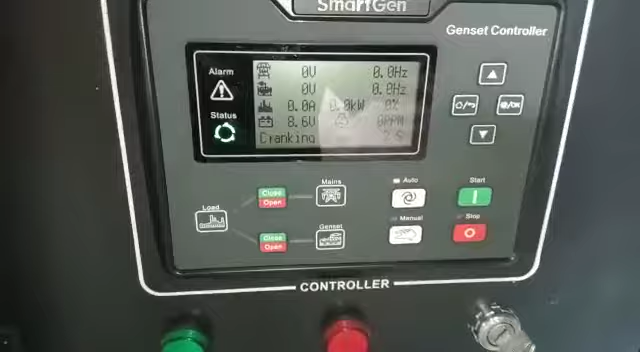 SmartGen
Genset Controller
Alarm
Status
0V 0.0Hz
0V 0.0Hz
0.0A 0.0kW 0%
8.6V 0RPM
Cranking
Load
Close
Open
Mains
Close
Open
Genset
Auto
Manual
Start
Stop
CONTROLLER